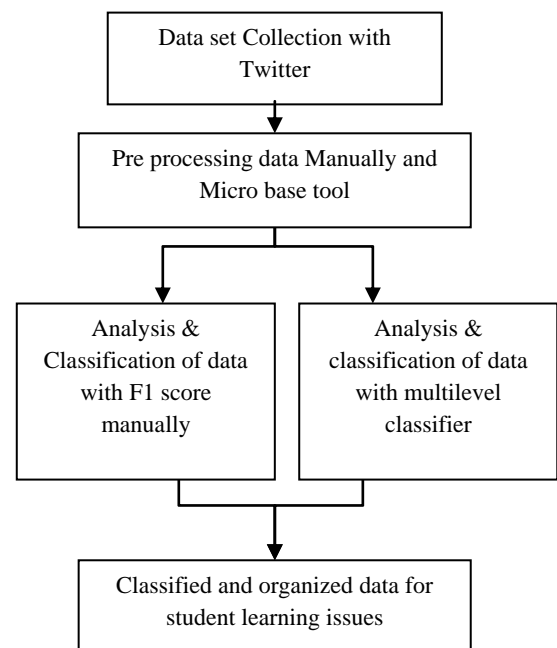 Data set Collection with
Twitter
Pre processing data Manually and
Micro base tool
Analysis &
Classification of data
with F1 score
manually
Analysis &
classification of data
with multilevel
classifier
Classified and organized data for
student learning issues